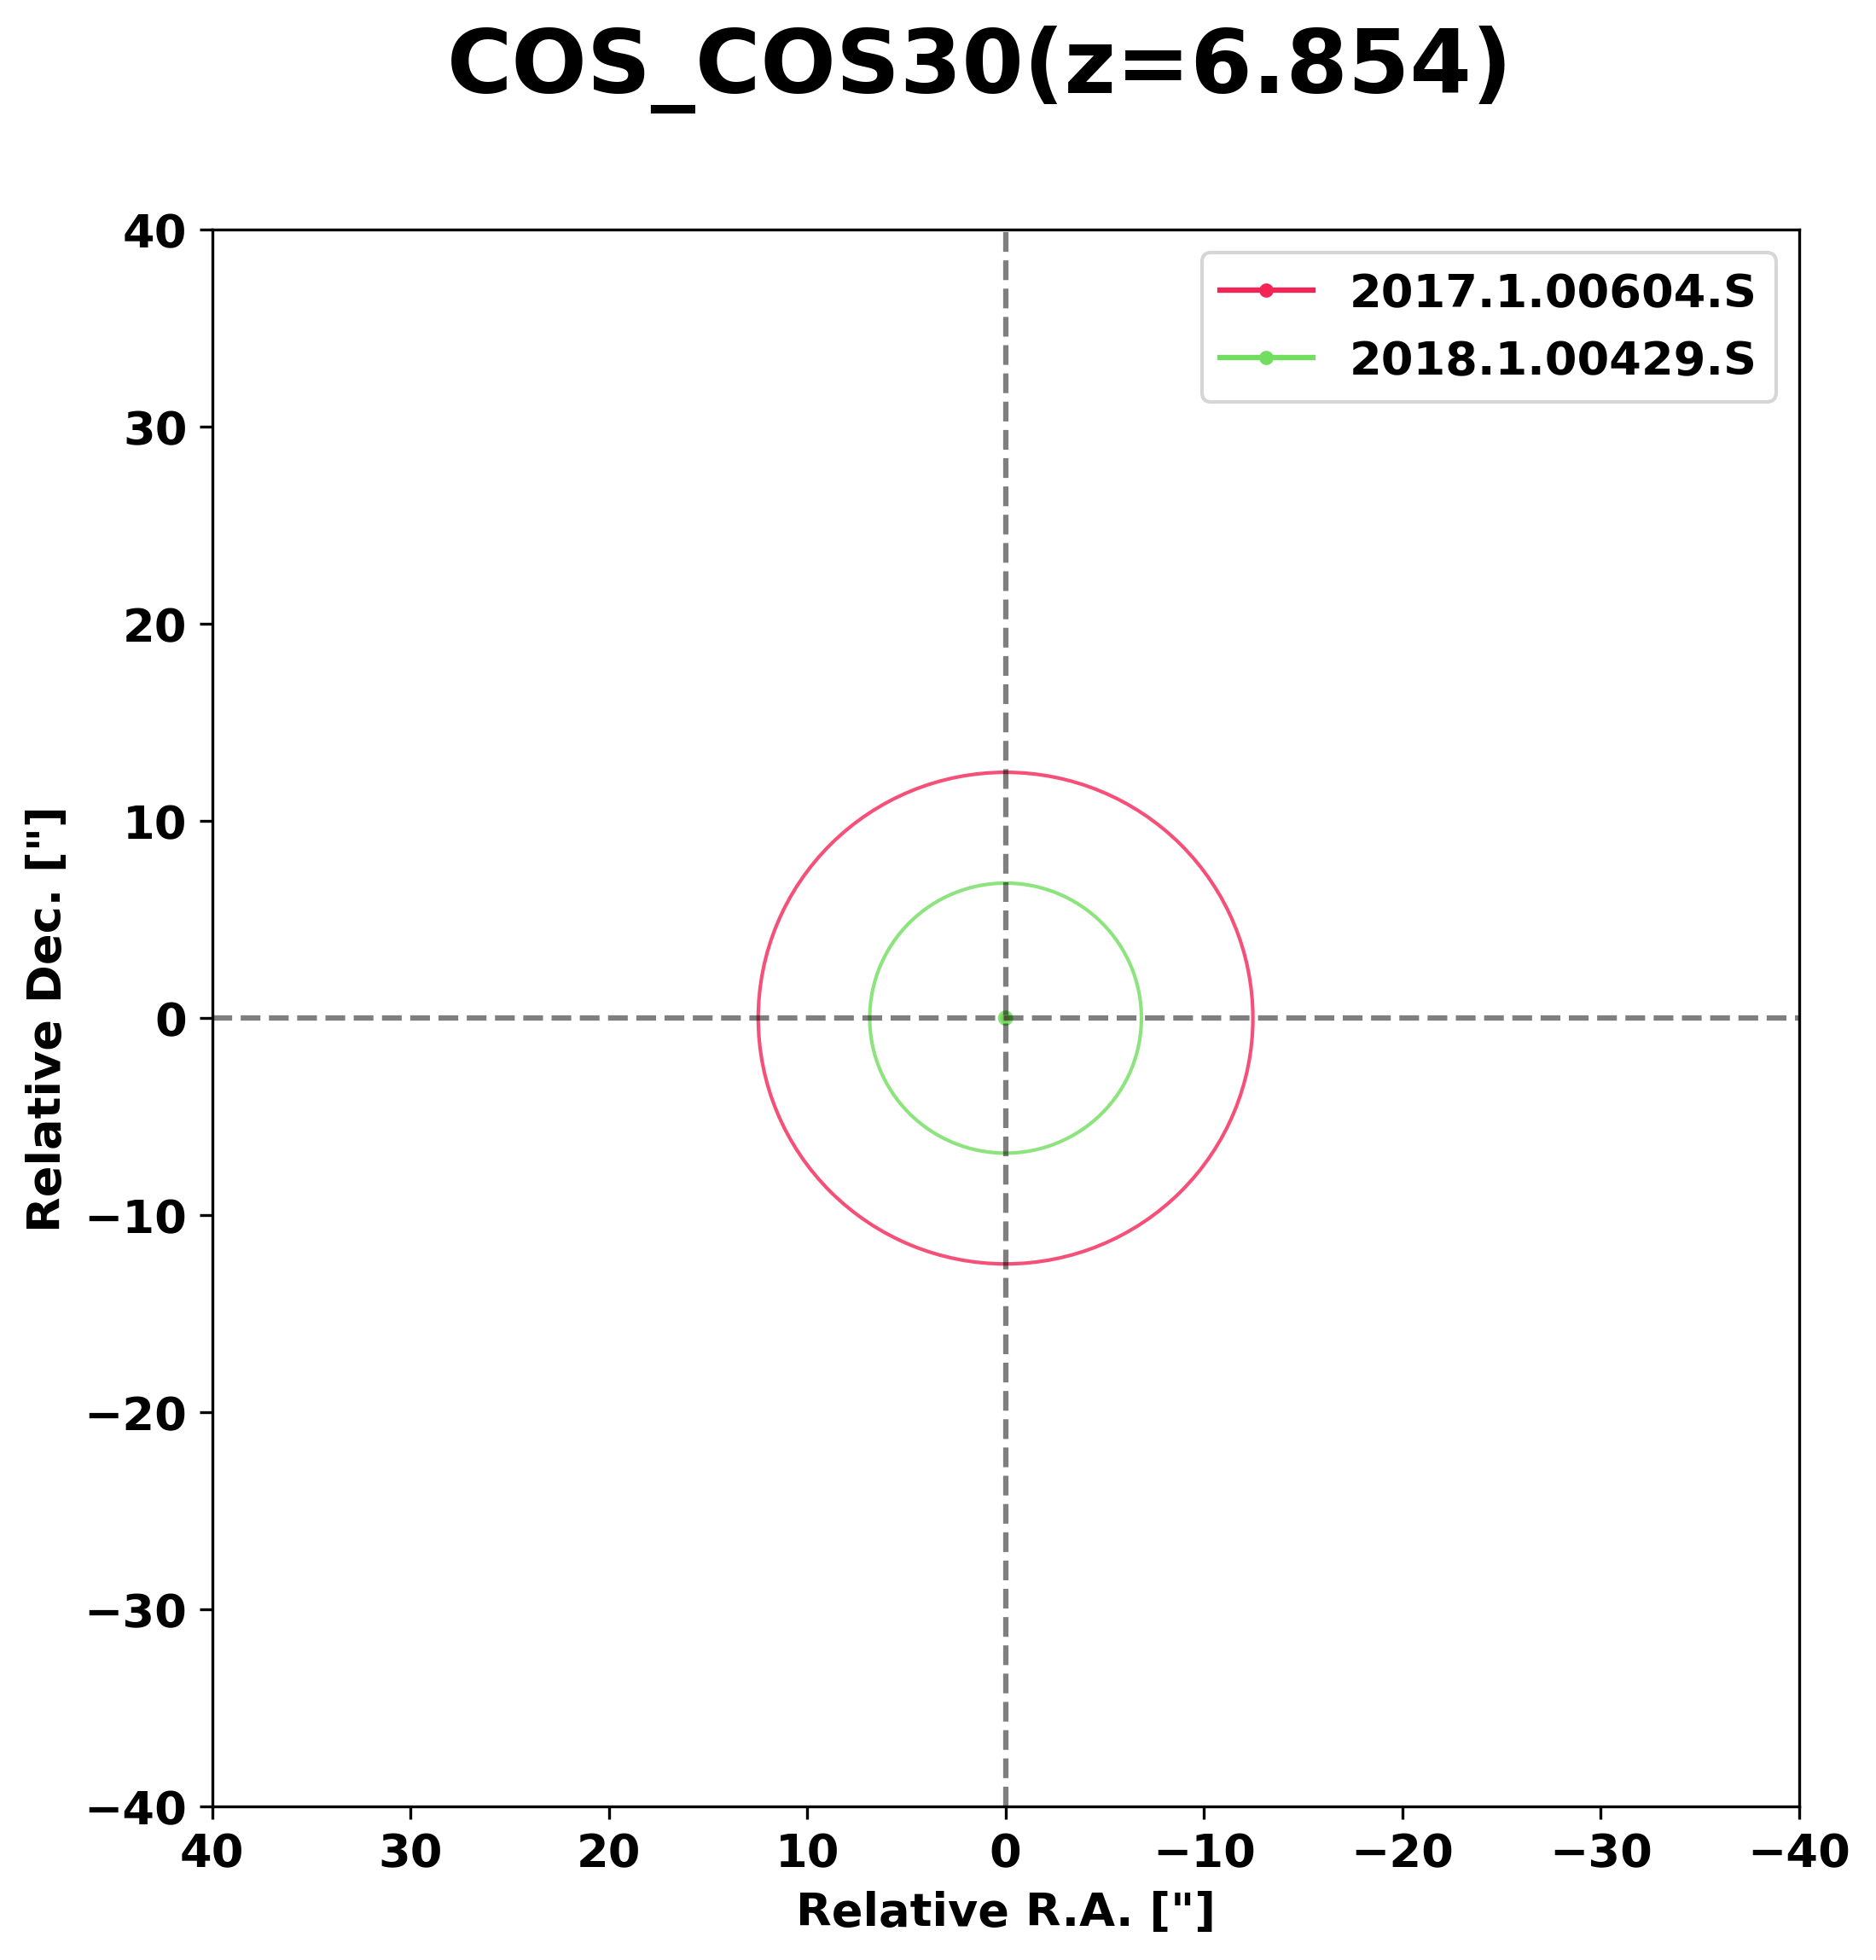 COS_COS30(z=6.854)
2017.1.00604.S
2018.1.00429.S
40
30
20
10
0
−10
−20
−30
−40
Relative Dec. ["]
40 30 20 10 0 −10 −20 −30 −40
Relative R.A. ["]